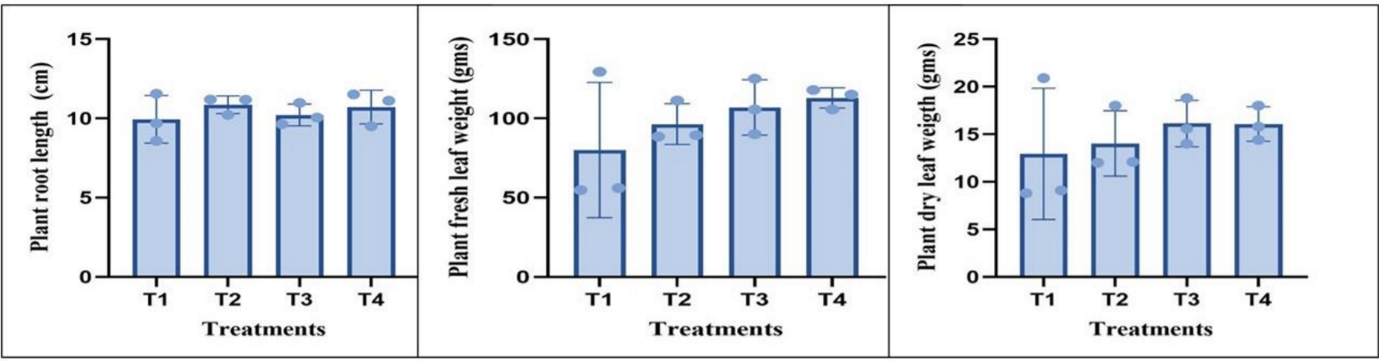 Plant root length (cm)
15
10
5
0
T1 T2 T3 T4
Treatments
Plant fresh leaf weight (gms)
150
100
50
0
T1 T2 T3 T4
Treatments
Plant dry leaf weigth (gms)
25
20
15
10
5
0
T1 T2 T3 T4
Treatments